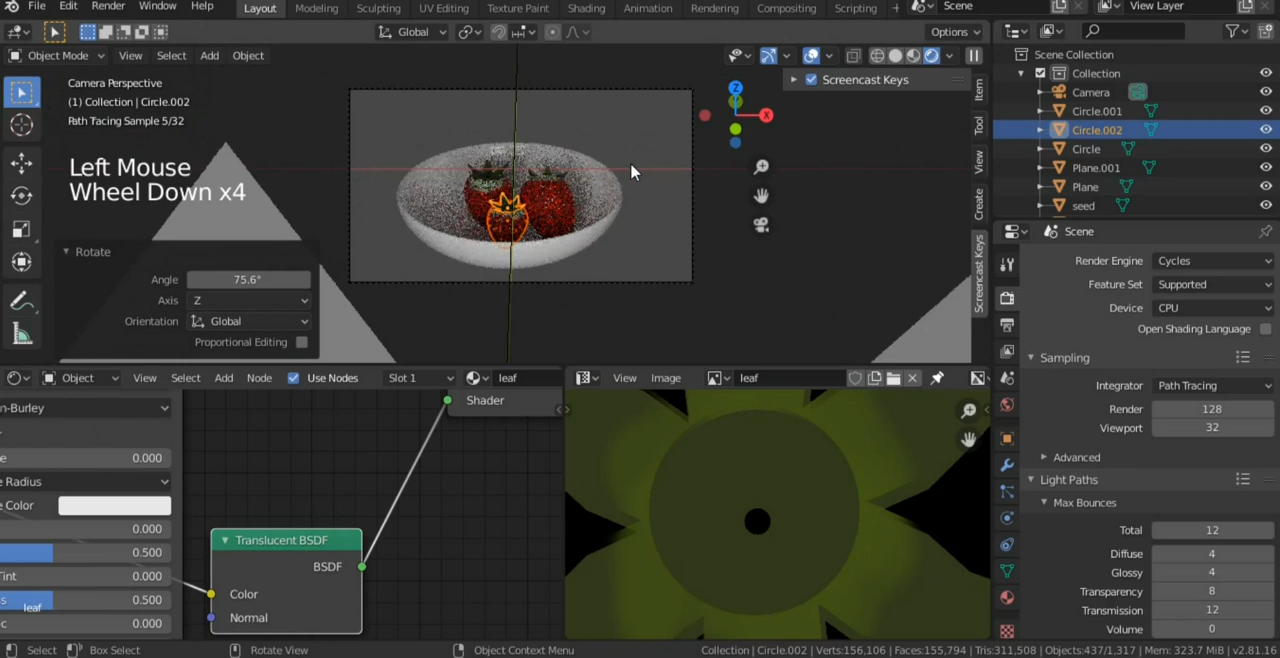 File Edit Render Window Help Layout Modeling Sculpting UV Editing Texture Paint Shading Animation Rendering Compositing Scripting + Scene View Layer
Global Options
Object Mode View Select Add Object
Screencast Keys
Camera Perspective
(1) Collection | Circle.002
Path Tacing Sample 5/32
Left Mouse
Wheel Down x4
Rotate
Angle 75.6°
Axis Z
Orientation Global
Proportional Editing
X
Z
Item
Tool
View
Create
Screencast Keys
Scene Collection
Collection
Camera
Circle.001
Circle.002
Circle
Plane.001
Plane
seed
Scene
Render Engine Cycles
Feature Set Supported
Device CPU
Open Shading Language
Sampling
Integrator Path Tracing
Render 128
Viewport 32
Advanced
Light Paths
Max Bounces
Total 12
Diffuse 4
Glossy 4
Transparency 8
Transmission 12
Volume 0
Object View Select Add Node Use Nodes Slot 1 leaf
View Image leaf
n-Burley
0.000
e Radius
e Color
0.000
0.500
Tint 0.000
0.500
0.000
leaf
Shader
Translucent BSDF
BSDF
Color
Normal
Select Box Select Rotate View Object Context Menu Collection | Circle.002 | Verts:156,106 | Faces:155,794 | Tris:311,508 | Objects:437/1,317 | Mem: 323.7 MiB | v2.81.16